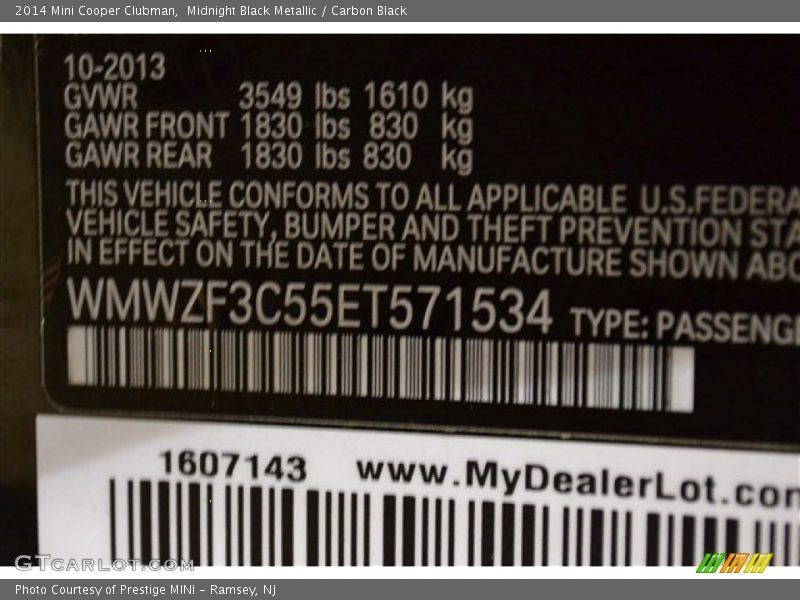 2014 Mini Cooper Clubman,  Midnight Black Metallic / Carbon Black
10-2013
GVWR 3549 lbs 1610 kg
GAWR FRONT 1830 lbs 830 kg
GAWR REAR 1830 lbs 830 kg
THIS VEHICLE CONFORMS TO ALL APPLICABLE U.S.FEDERA
VEHICLE SAFETY, BUMPER AND THEFT PREVENTION STA
IN EFFECT ON THE DATE OF MANUFACTURE SHOWN ABO
WMWZF3C55ET571534 TYPE: PASSENGE
1607143 www.MyDealerLot.com
GTCARLOT.COM
Photo Courtesy of Prestige MINI – Ramsey, NJ